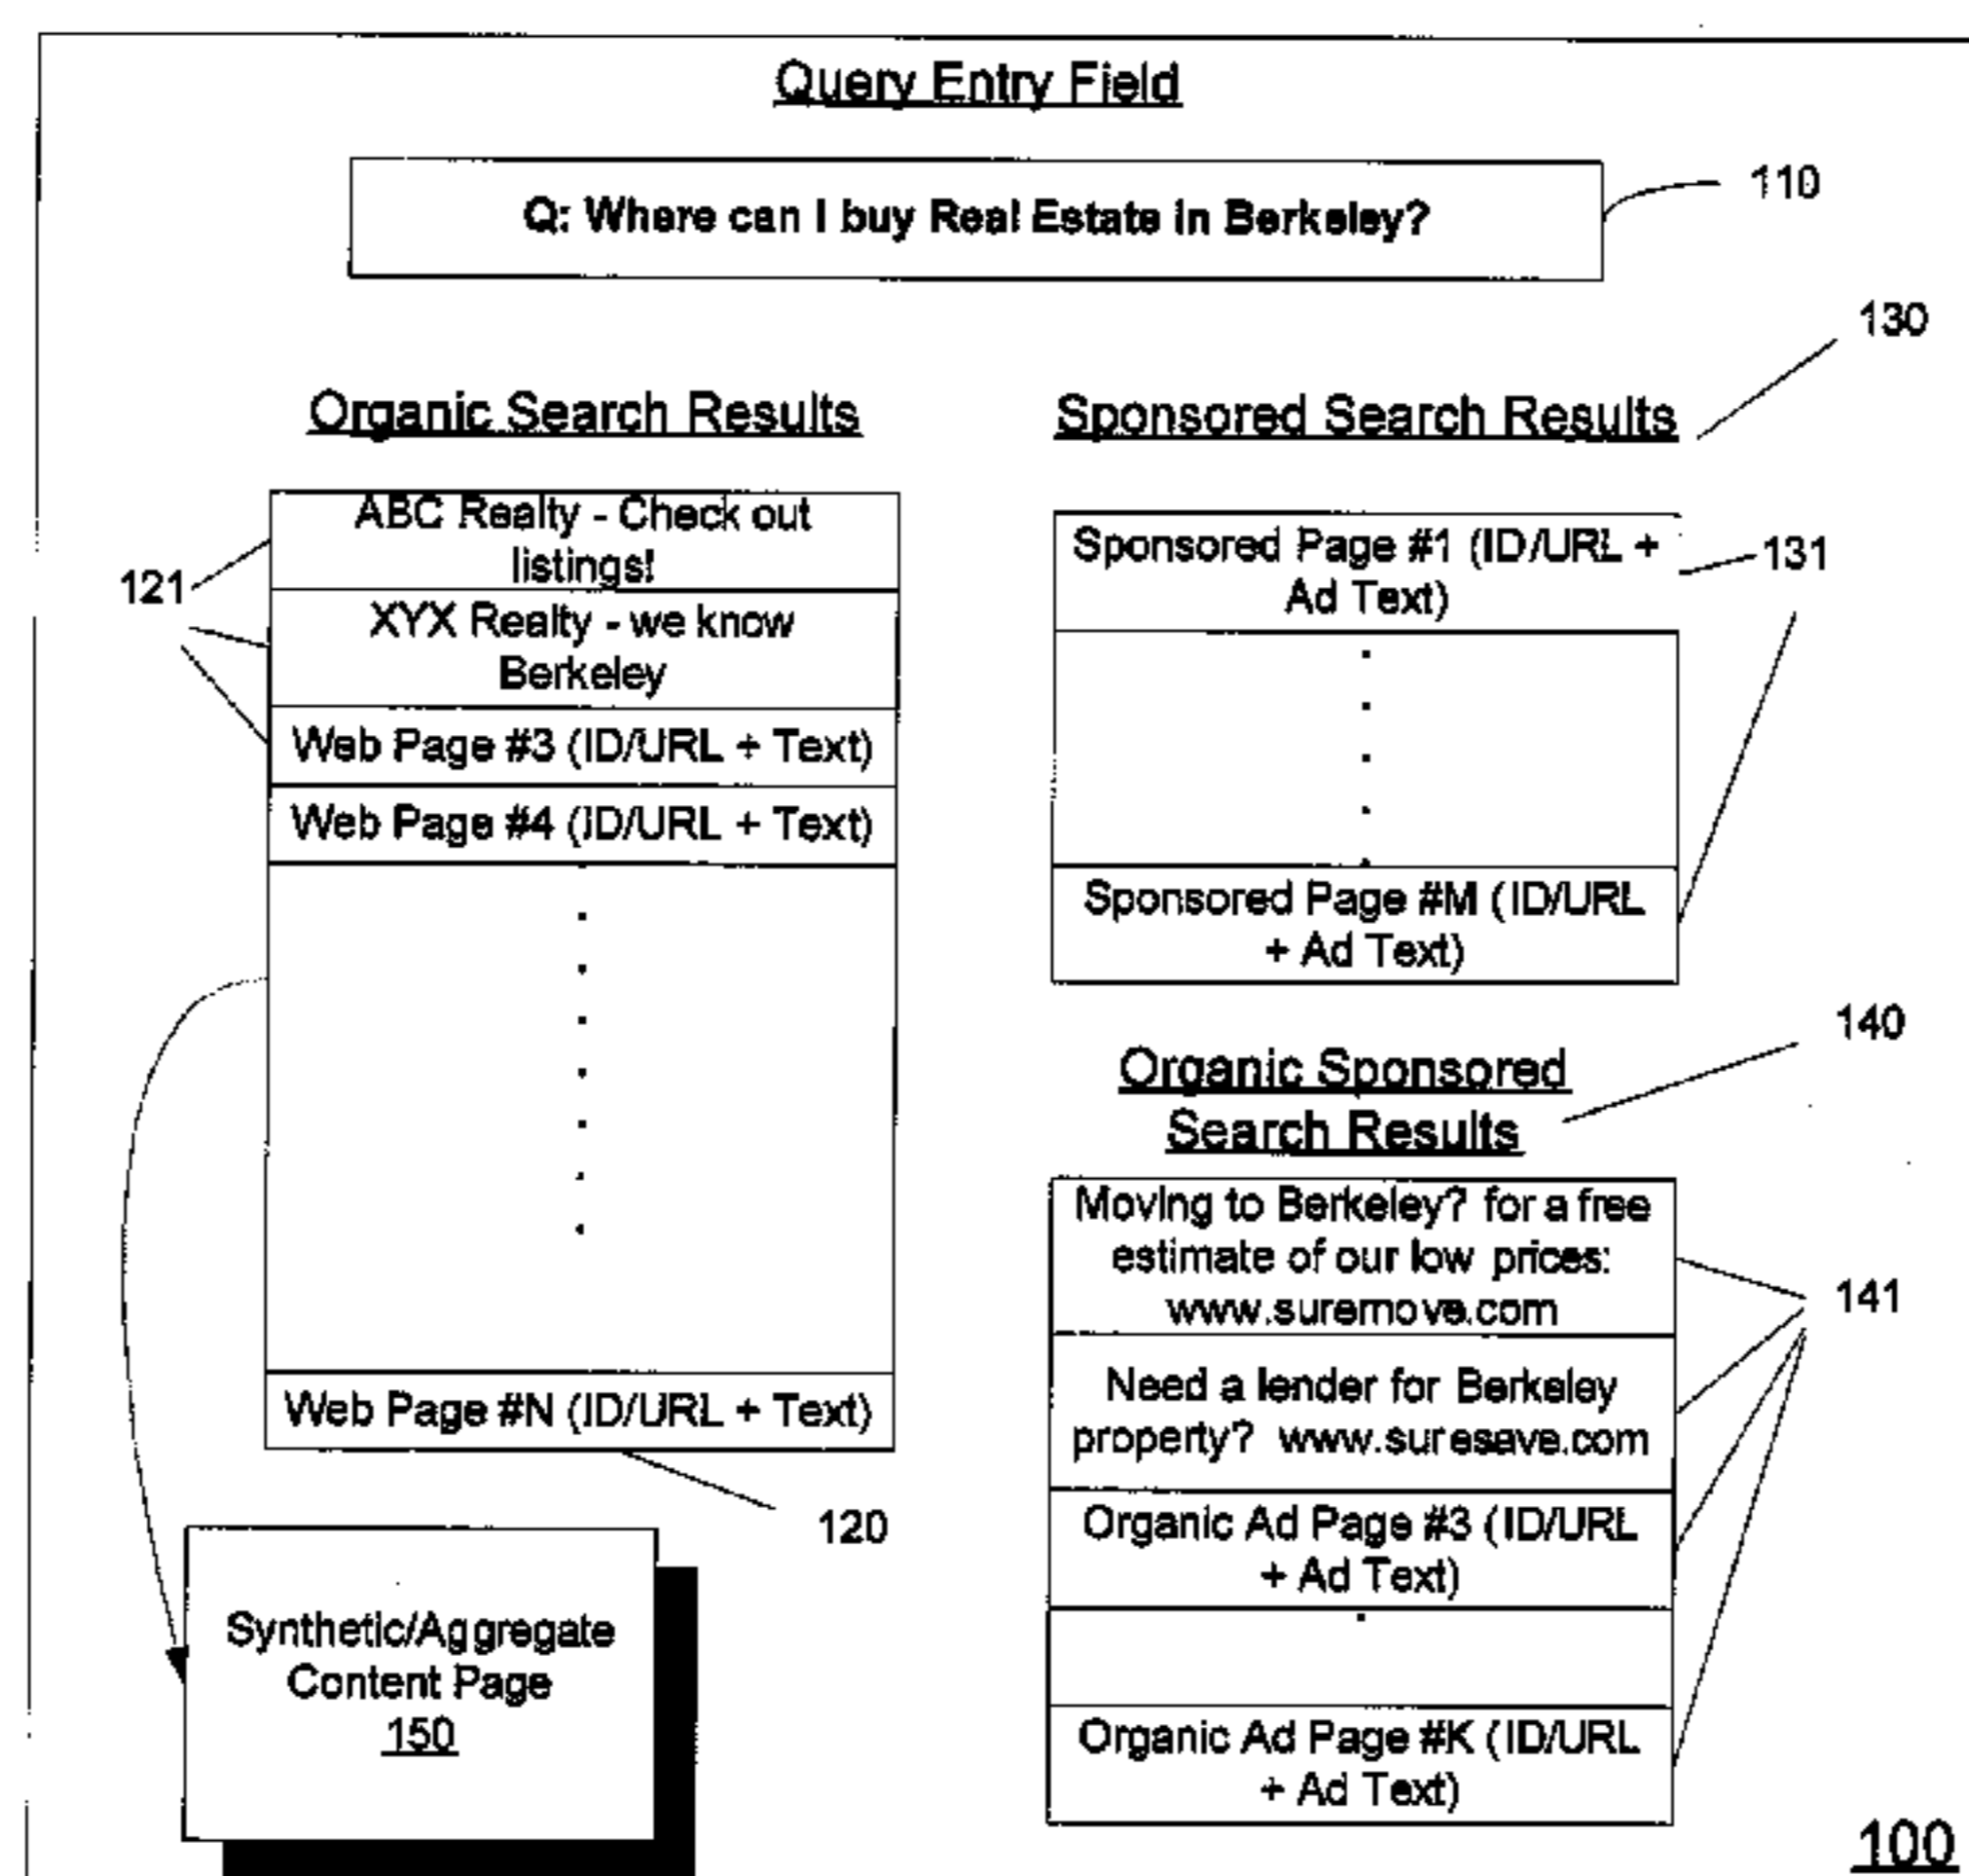 Query Entry Field
Q: Where can I buy Real Estate in Berkeley?
110
130
Organic Search Results
ABC Realty - Check out
listings!
XYX Realty - we know
Berkeley
Web Page #3 (ID/URL + Text)
Web Page #4 (ID/URL + Text)
Web Page #N (ID/URL + Text)
121
120
Synthetic/Aggregate
Content Page
150
Sponsored Search Results
Sponsored Page #1 (ID/URL +
Ad Text)
131
Sponsored Page #M (ID/URL
+ Ad Text)
140
Organic Sponsored
Search Results
Moving to Berkeley? for a free
estimate of our low prices:
www.suremove.com
Need a lender for Berkeley
property? www.suresave.com
Organic Ad Page #3 (ID/URL
+ Ad Text)
Organic Ad Page #K (ID/URL
+ Ad Text)
141
100